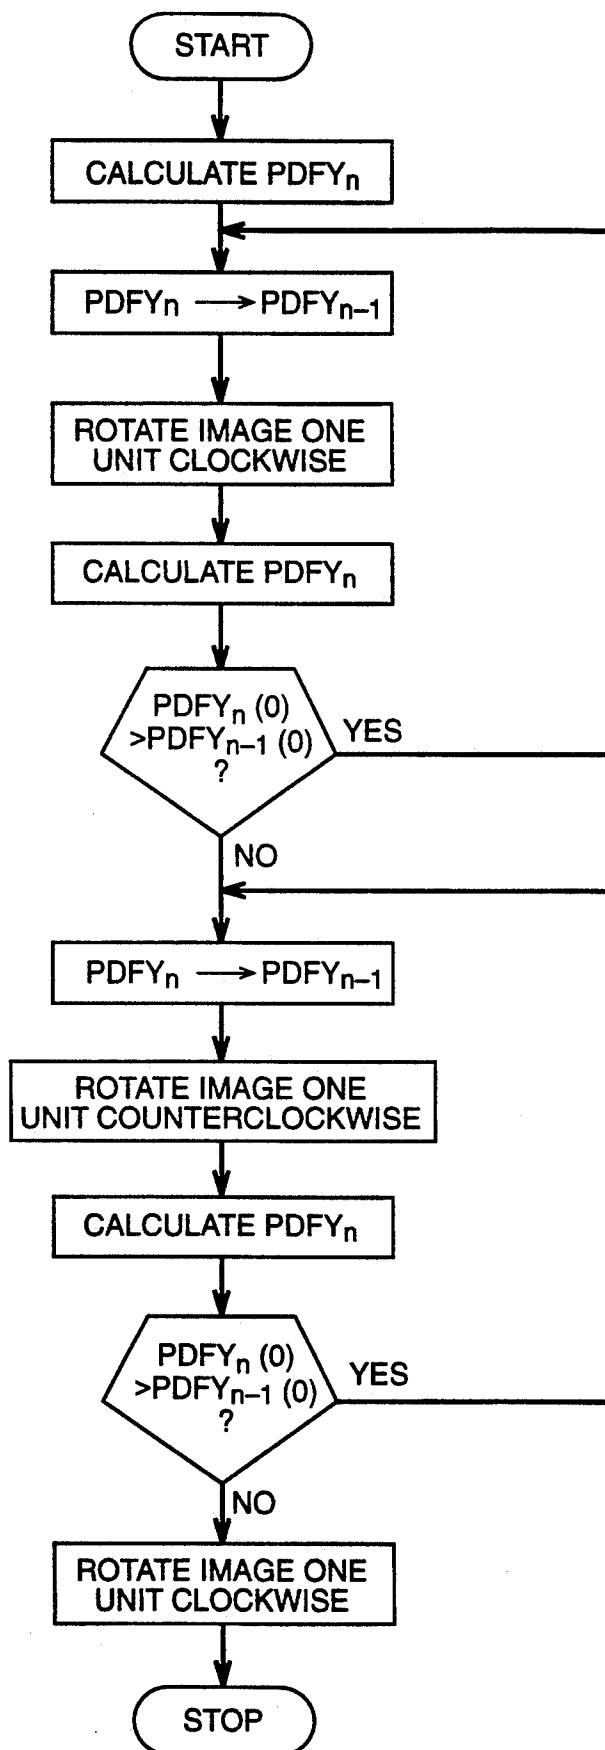 START
CALCULATE PDFYn
PDFYn → PDFYn–1
ROTATE IMAGE ONE
UNIT CLOCKWISE
CALCULATE PDFYn
PDFYn (0)
>PDFYn–1 (0)
?
YES
NO
PDFYn → PDFYn–1
ROTATE IMAGE ONE
UNIT COUNTERCLOCKWISE
CALCULATE PDFYn
PDFYn (0)
>PDFYn–1 (0)
?
YES
NO
ROTATE IMAGE ONE
UNIT CLOCKWISE
STOP